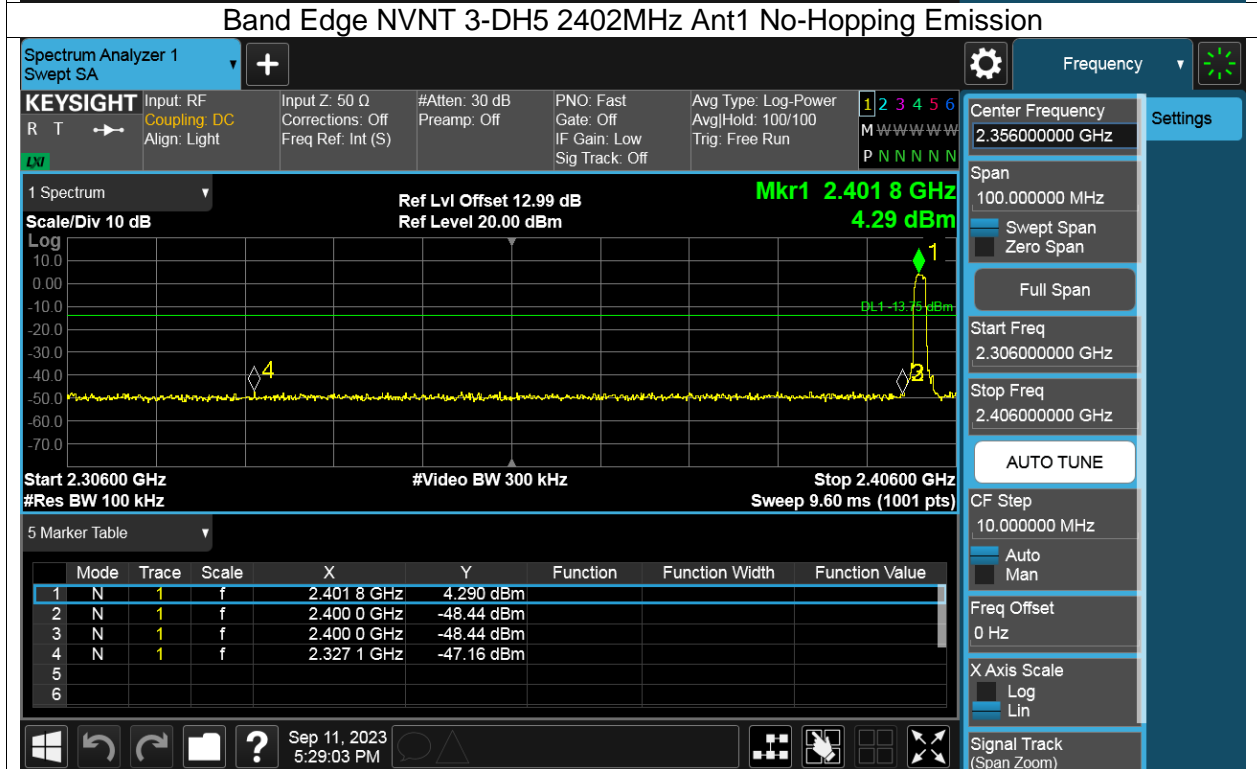 Band Edge NVNT 3-DH5 2402MHz Ant1 No-Hopping Emission
Spectrum Analyzer 1
Swept SA
Frequency
KEYSIGHT
R T
LXI
Input: RF
Coupling: DC
Align: Light
Input Z: 50 Ω
Corrections: Off
Freq Ref: Int (S)
#Atten: 30 dB
Preamp: Off
PNO: Fast
Gate: Off
IF Gain: Low
Sig Track: Off
Avg Type: Log-Power
Avg|Hold: 100/100
Trig: Free Run
1 2 3 4 5 6
M W W W W W W
P N N N N N
1 Spectrum
Scale/Div 10 dB
Ref Lvl Offset 12.99 dB
Ref Level 20.00 dBm
Mkr1 2.401 8 GHz
4.29 dBm
Log
10.0
0.00
-10.0
-20.0
-30.0
-40.0
-50.0
-60.0
-70.0
1
DL1 -13.75 dBm
4
Start 2.30600 GHz
#Res BW 100 kHz
#Video BW 300 kHz
Stop 2.40600 GHz
Sweep 9.60 ms (1001 pts)
5 Marker Table
Mode Trace Scale X Y Function Function Width Function Value
1 N 1 f 2.401 8 GHz 4.290 dBm
2 N 1 f 2.400 0 GHz -48.44 dBm
3 N 1 f 2.400 0 GHz -48.44 dBm
4 N 1 f 2.327 1 GHz -47.16 dBm
5
6
?
Sep 11, 2023
5:29:03 PM
Center Frequency
2.356000000 GHz
Settings
Span
100.000000 MHz
Swept Span
Zero Span
Full Span
Start Freq
2.306000000 GHz
Stop Freq
2.406000000 GHz
AUTO TUNE
CF Step
10.000000 MHz
Auto
Man
Freq Offset
0 Hz
X Axis Scale
Log
Lin
Signal Track
(Span Zoom)